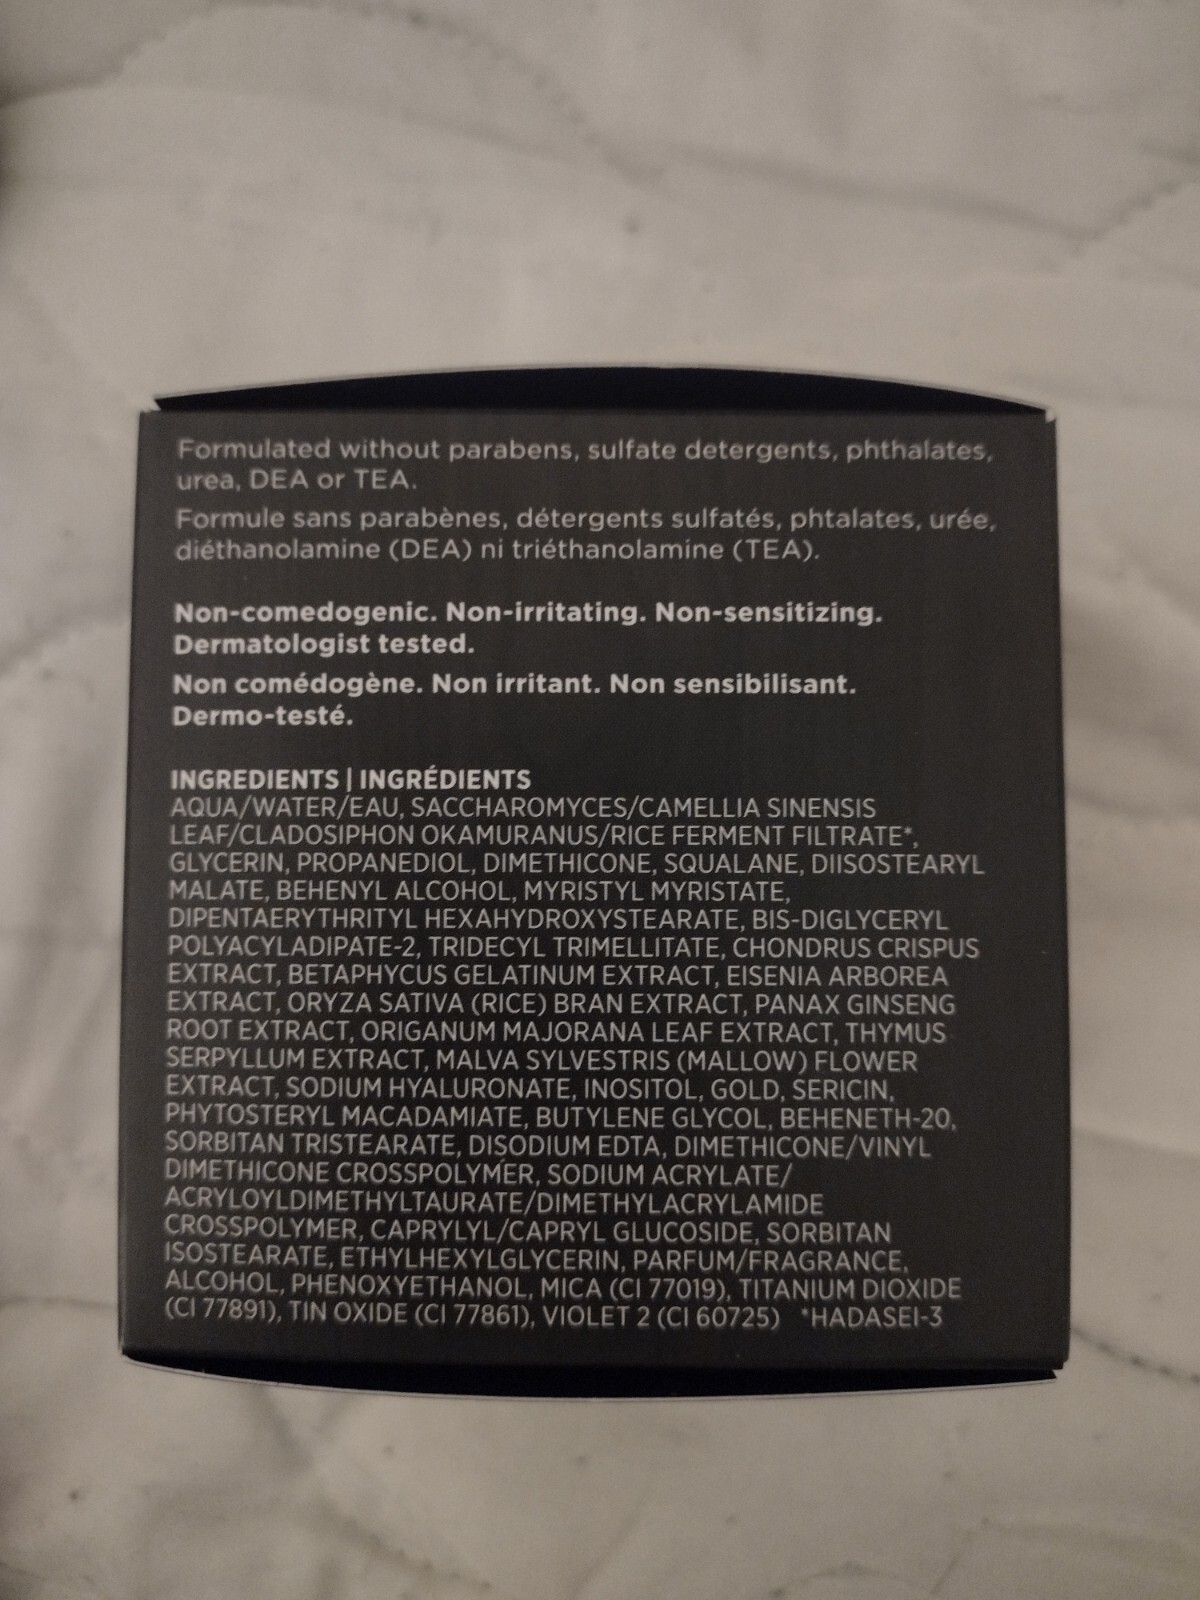 Formulated without parabens, sulfate detergents, phthalates,
urea, DEA or TEA.
Formule sans parabènes, détergents sulfatés, phtalates, urée,
diéthanolamine (DEA) ni triéthanolamine (TEA).
Non-comedogenic. Non-irritating. Non-sensitizing.
Dermatologist tested.
Non comédogène. Non irritant. Non sensibilisant.
Dermo-testé.
INGREDIENTS | INGRÉDIENTS
AQUA/WATER/EAU, SACCHAROMYCES/CAMELLIA SINENSIS
LEAF/CLADOSIPHON OKAMURANUS/RICE FERMENT FILTRATE*,
GLYCERIN, PROPANEDIOL, DIMETHICONE, SQUALANE, DIISOSTEARYL
MALATE, BEHENYL ALCOHOL, MYRISTYL MYRISTATE,
DIPENTAERYTHRITYL HEXAHYDROXYSTEARATE, BIS-DIGLYCERYL
POLYACYLADIPATE-2, TRIDECYL TRIMELLITATE, CHONDRUS CRISPUS
EXTRACT, BETAPHYCUS GELATINUM EXTRACT, EISENIA ARBOREA
EXTRACT, ORYZA SATIVA (RICE) BRAN EXTRACT, PANAX GINSENG
ROOT EXTRACT, ORIGANUM MAJORANA LEAF EXTRACT, THYMUS
SERPYLLUM EXTRACT, MALVA SYLVESTRIS (MALLOW) FLOWER
EXTRACT, SODIUM HYALURONATE, INOSITOL, GOLD, SERICIN,
PHYTOSTERYL MACADAMIATE, BUTYLENE GLYCOL, BEHENETH-20,
SORBITAN TRISTEARATE, DISODIUM EDTA, DIMETHICONE/VINYL
DIMETHICONE CROSSPOLYMER, SODIUM ACRYLATE/
ACRYLOYLDIMETHYLTAURATE/DIMETHYLACRYLAMIDE
CROSSPOLYMER, CAPRYLYL/CAPRYL GLUCOSIDE, SORBITAN
ISOSTEARATE, ETHYLHEXYLGLYCERIN, PARFUM/FRAGRANCE,
ALCOHOL, PHENOXYETHANOL, MICA (CI 77019), TITANIUM DIOXIDE
(CI 77891), TIN OXIDE (CI 77861), VIOLET 2 (CI 60725) *HADASEI-3